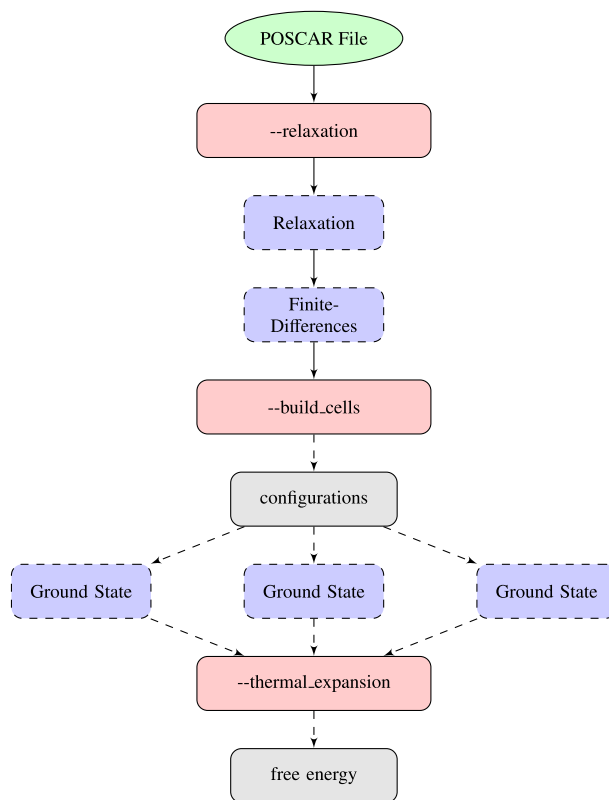 POSCAR File
--relaxation
Relaxation
Finite-
Differences
--build_cells
configurations
Ground State Ground State Ground State
--thermal_expansion
free energy